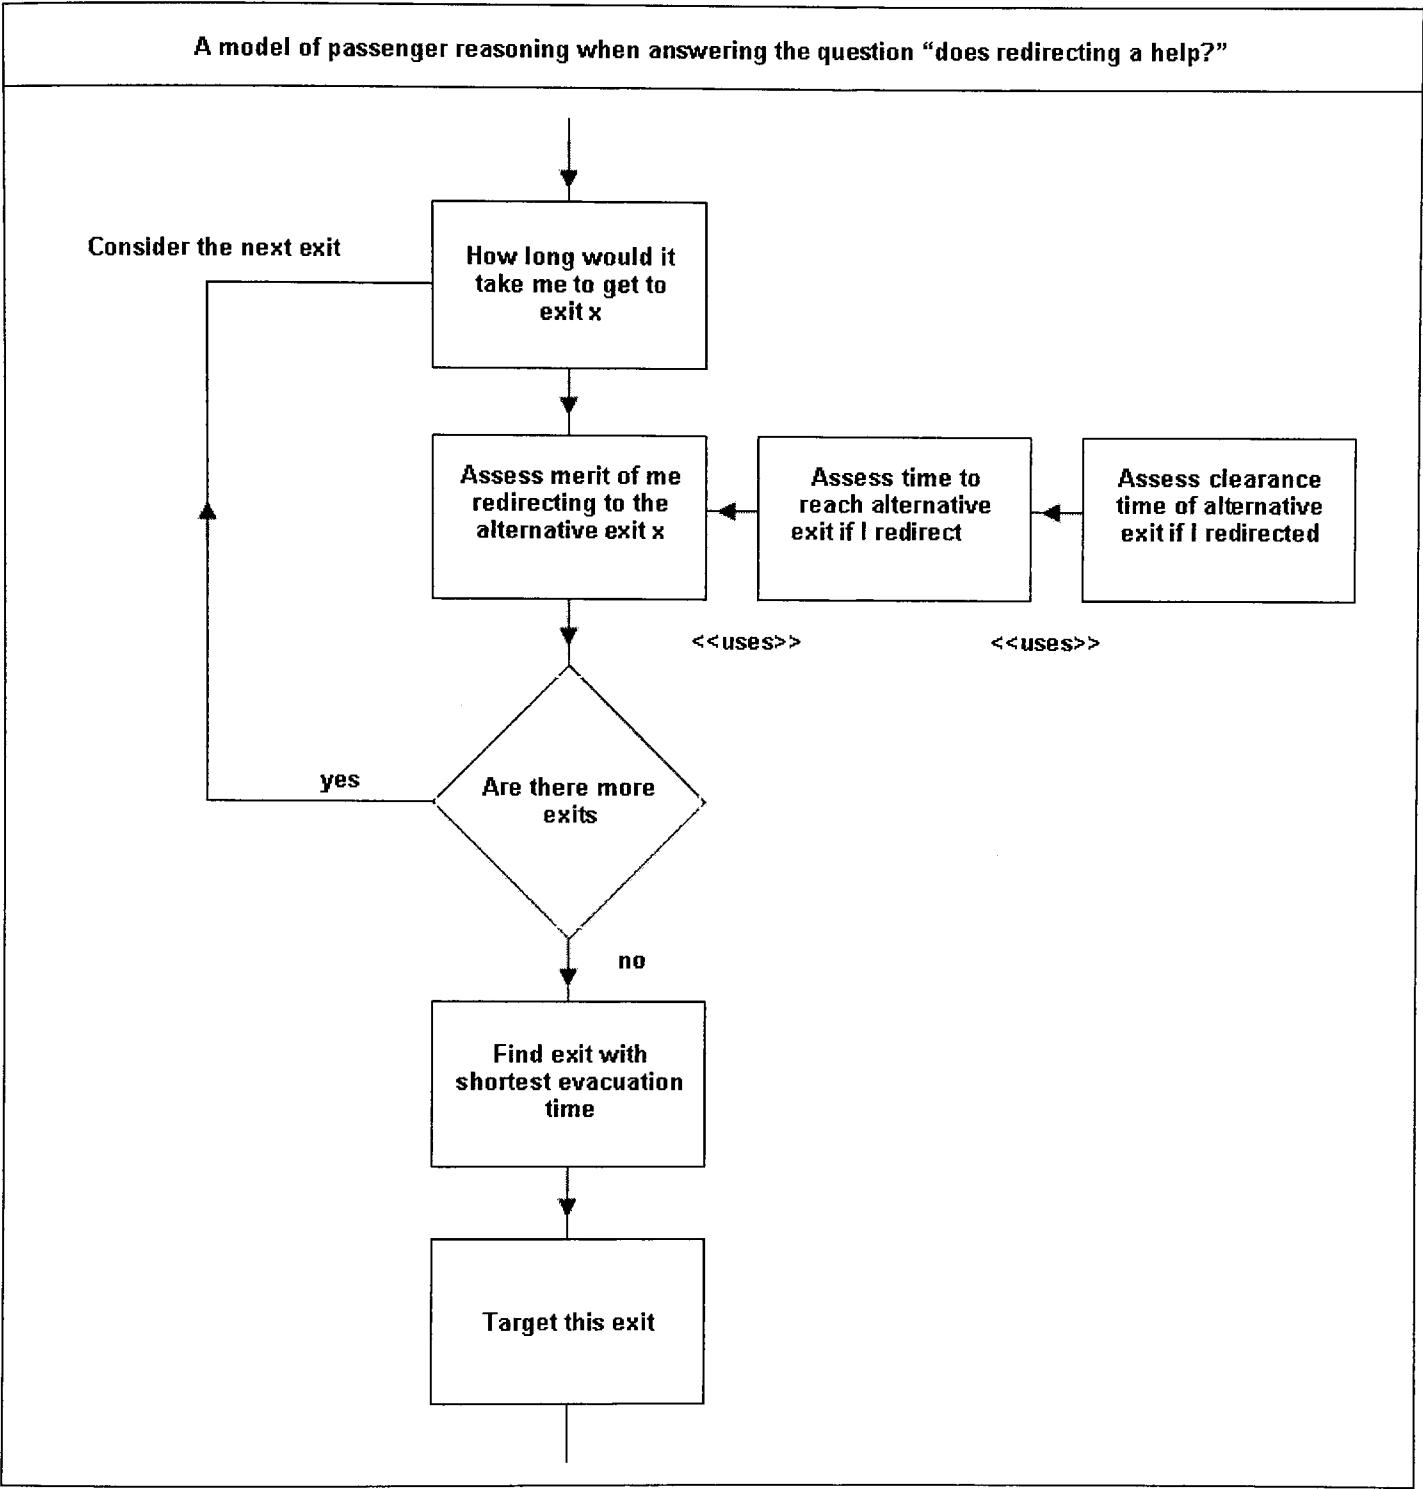 A model of passenger reasoning when answering the question “does redirecting a help?”
Consider the next exit
How long would it
take me to get to
exit x
Assess merit of me
redirecting to the
alternative exit x
Assess time to
reach alternative
exit if I redirect
Assess clearance
time of alternative
exit if I redirected
<<uses>>
<<uses>>
yes
Are there more
exits
no
Find exit with
shortest evacuation
time
Target this exit